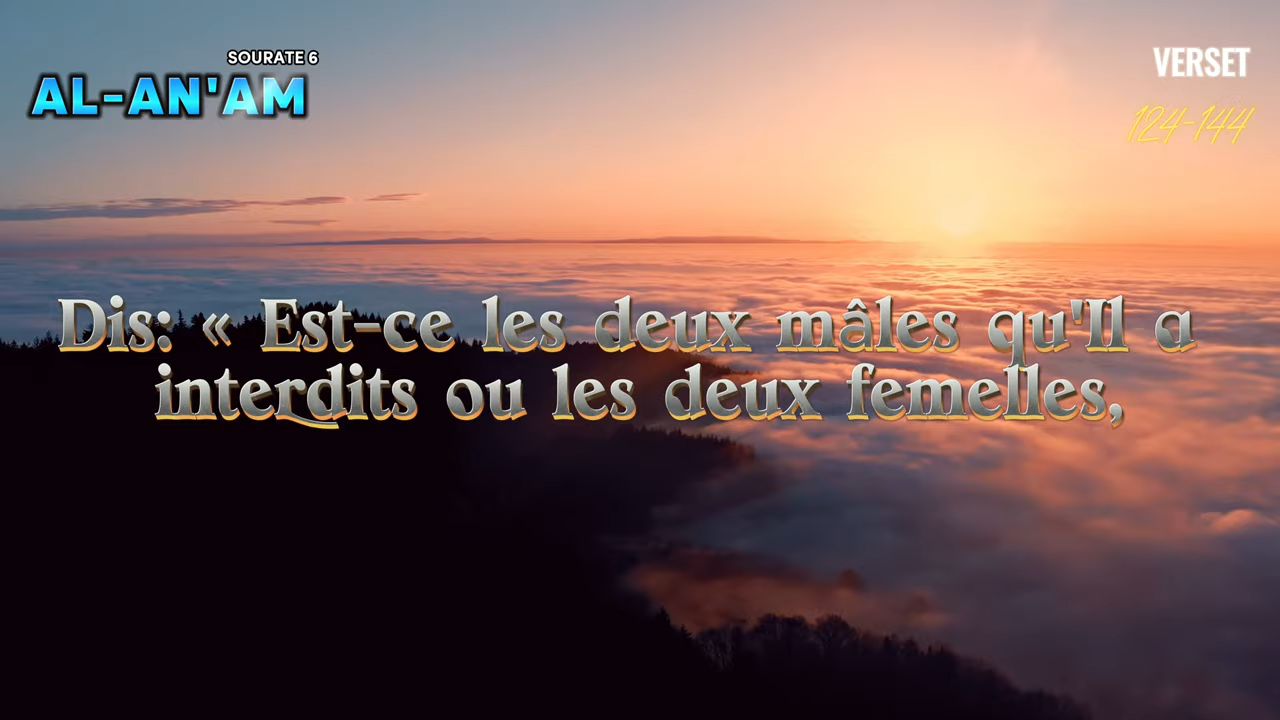 SOURATE 6
AL-AN'AM
VERSET
124-144
Dis: « Est-ce les deux mâles qu'Il a
interdits ou les deux femelles,